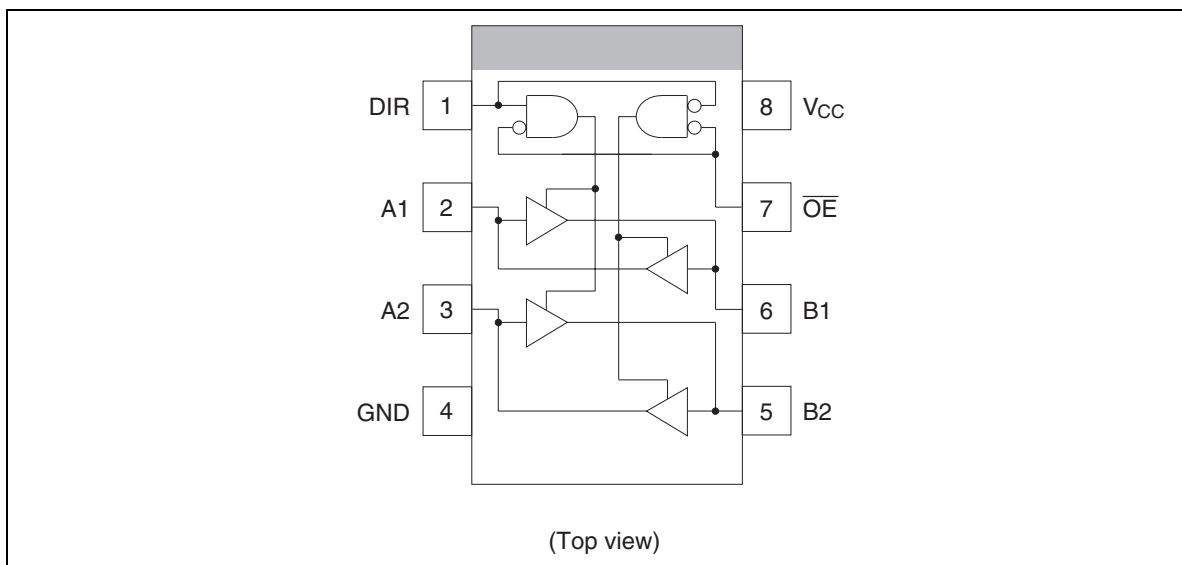 DIR 1 8 VCC
A1 2 7 OE
A2 3 6 B1
GND 4 5 B2
(Top view)